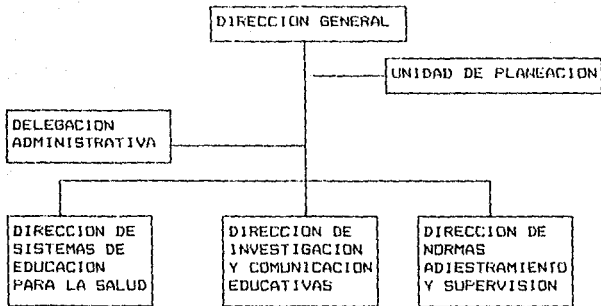 DIRECCION GENERAL
UNIDAD DE PLANEACION
DELEGACION
ADMINISTRATIVA
DIRECCION DE
SISTEMAS DE
EDUCACION
PARA LA SALUD
DIRECCION DE
INVESTIGACION
Y COMUNICACION
EDUCATIVAS
DIRECCION DE
NORMAS
ADIESTRAMIENTO
Y SUPERVISION